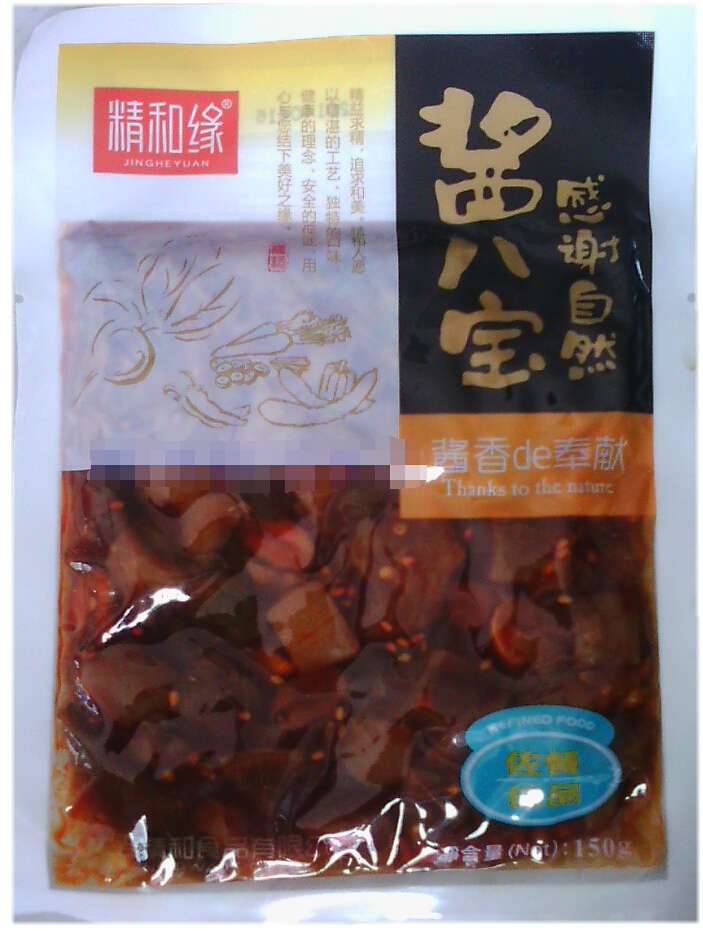 精和缘®
JINGHEYUAN
精益求精，追求和美，
以精湛的工艺、独特的口味、
健康的理念、安全的保证，用
心与您结下美好之缘。
酱八宝
感谢自然
酱香de奉献
Thanks to the nature
REFINED FOOD
佐餐
佳品
净含量(Net):150g